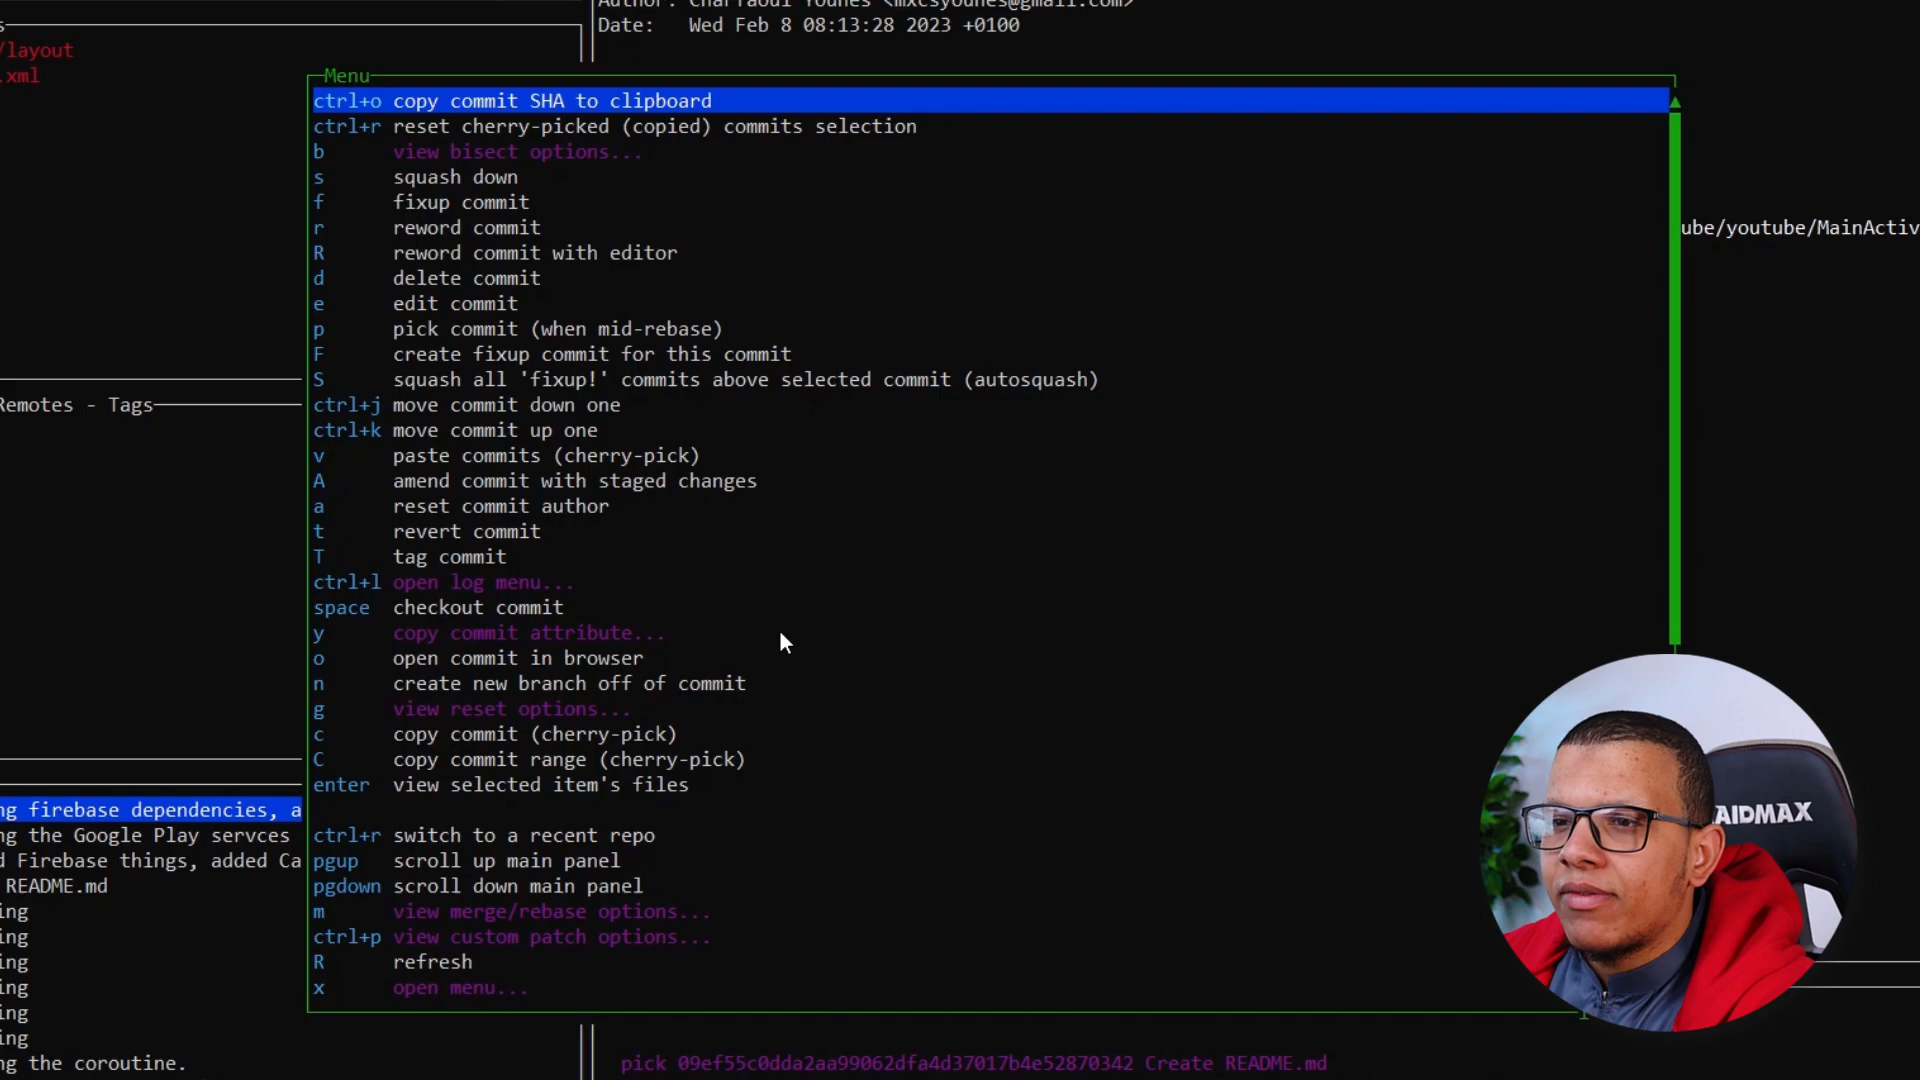 Author: Charraoui Younes <mxcsyounes@gmail.com>
Date:   Wed Feb 8 08:13:28 2023 +0100
s
/layout
.xml
Menu
ctrl+o copy commit SHA to clipboard
ctrl+r reset cherry-picked (copied) commits selection
b view bisect options...
s squash down
f fixup commit
r reword commit
ube/youtube/MainActiv
R reword commit with editor
d delete commit
e edit commit
p pick commit (when mid-rebase)
F create fixup commit for this commit
S squash all 'fixup!' commits above selected commit (autosquash)
Remotes - Tags
ctrl+j move commit down one
ctrl+k move commit up one
v paste commits (cherry-pick)
A amend commit with staged changes
a reset commit author
t revert commit
T tag commit
ctrl+l open log menu...
space checkout commit
y copy commit attribute...
o open commit in browser
n create new branch off of commit
g view reset options...
c copy commit (cherry-pick)
C copy commit range (cherry-pick)
enter view selected item's files
ctrl+r switch to a recent repo
pgup scroll up main panel
pgdown scroll down main panel
m view merge/rebase options...
ctrl+p view custom patch options...
R refresh
x open menu...
ng firebase dependencies, a
ng the Google Play servces
d Firebase things, added Ca
README.md
ing
ing
ing
ing
ing
ing
ng the coroutine.
pick 09ef55c0dda2aa99062dfa4d37017b4e52870342 Create README.md
AIDMAX